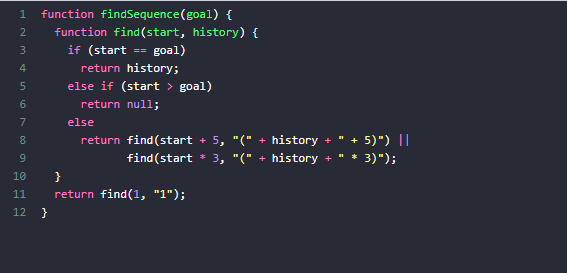 1 function findSequence(goal) {
2   function find(start, history) {
3     if (start == goal)
4       return history;
5     else if (start > goal)
6       return null;
7     else
8       return find(start + 5, "(" + history + " + 5)") ||
9              find(start * 3, "(" + history + " * 3)");
10   }
11   return find(1, "1");
12 }